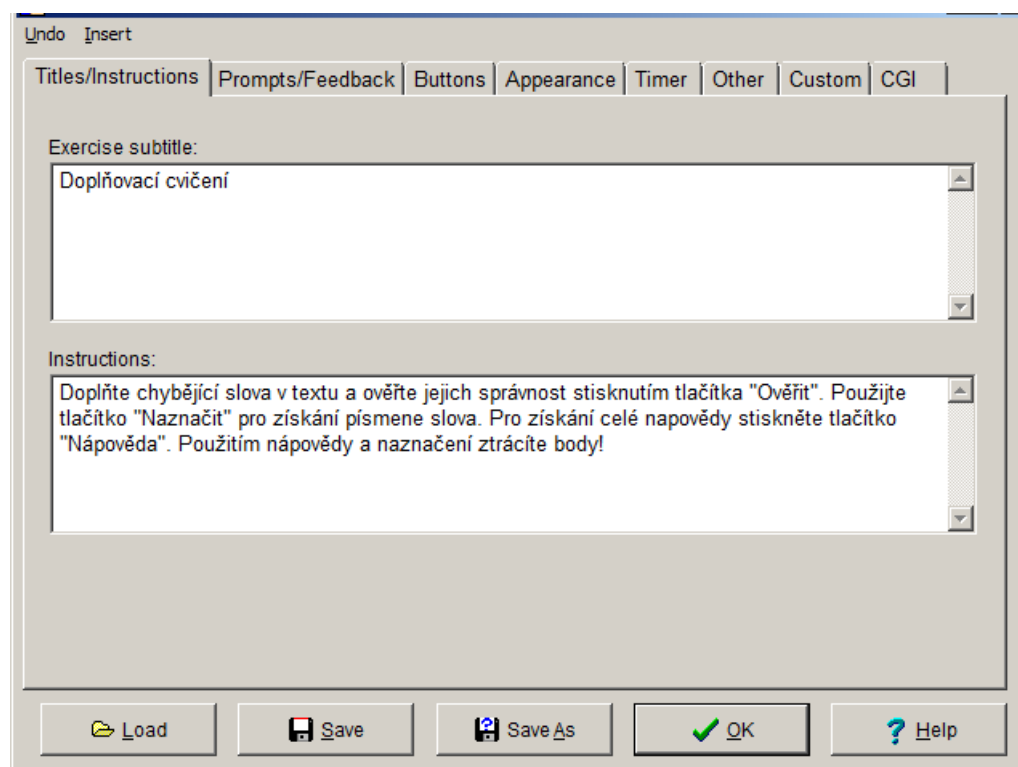 Undo Insert
Titles/Instructions Prompts/Feedback Buttons Appearance Timer Other Custom CGI
Exercise subtitle:
Doplňovací cvičení
Instructions:
Doplňte chybějící slova v textu a ověřte jejich správnost stisknutím tlačítka "Ověřit". Použijte
tlačítko "Naznačit" pro získání písmene slova. Pro získání celé napovědy stiskněte tlačítko
"Nápověda". Použitím nápovědy a naznačení ztrácíte body!
Load Save Save As OK Help